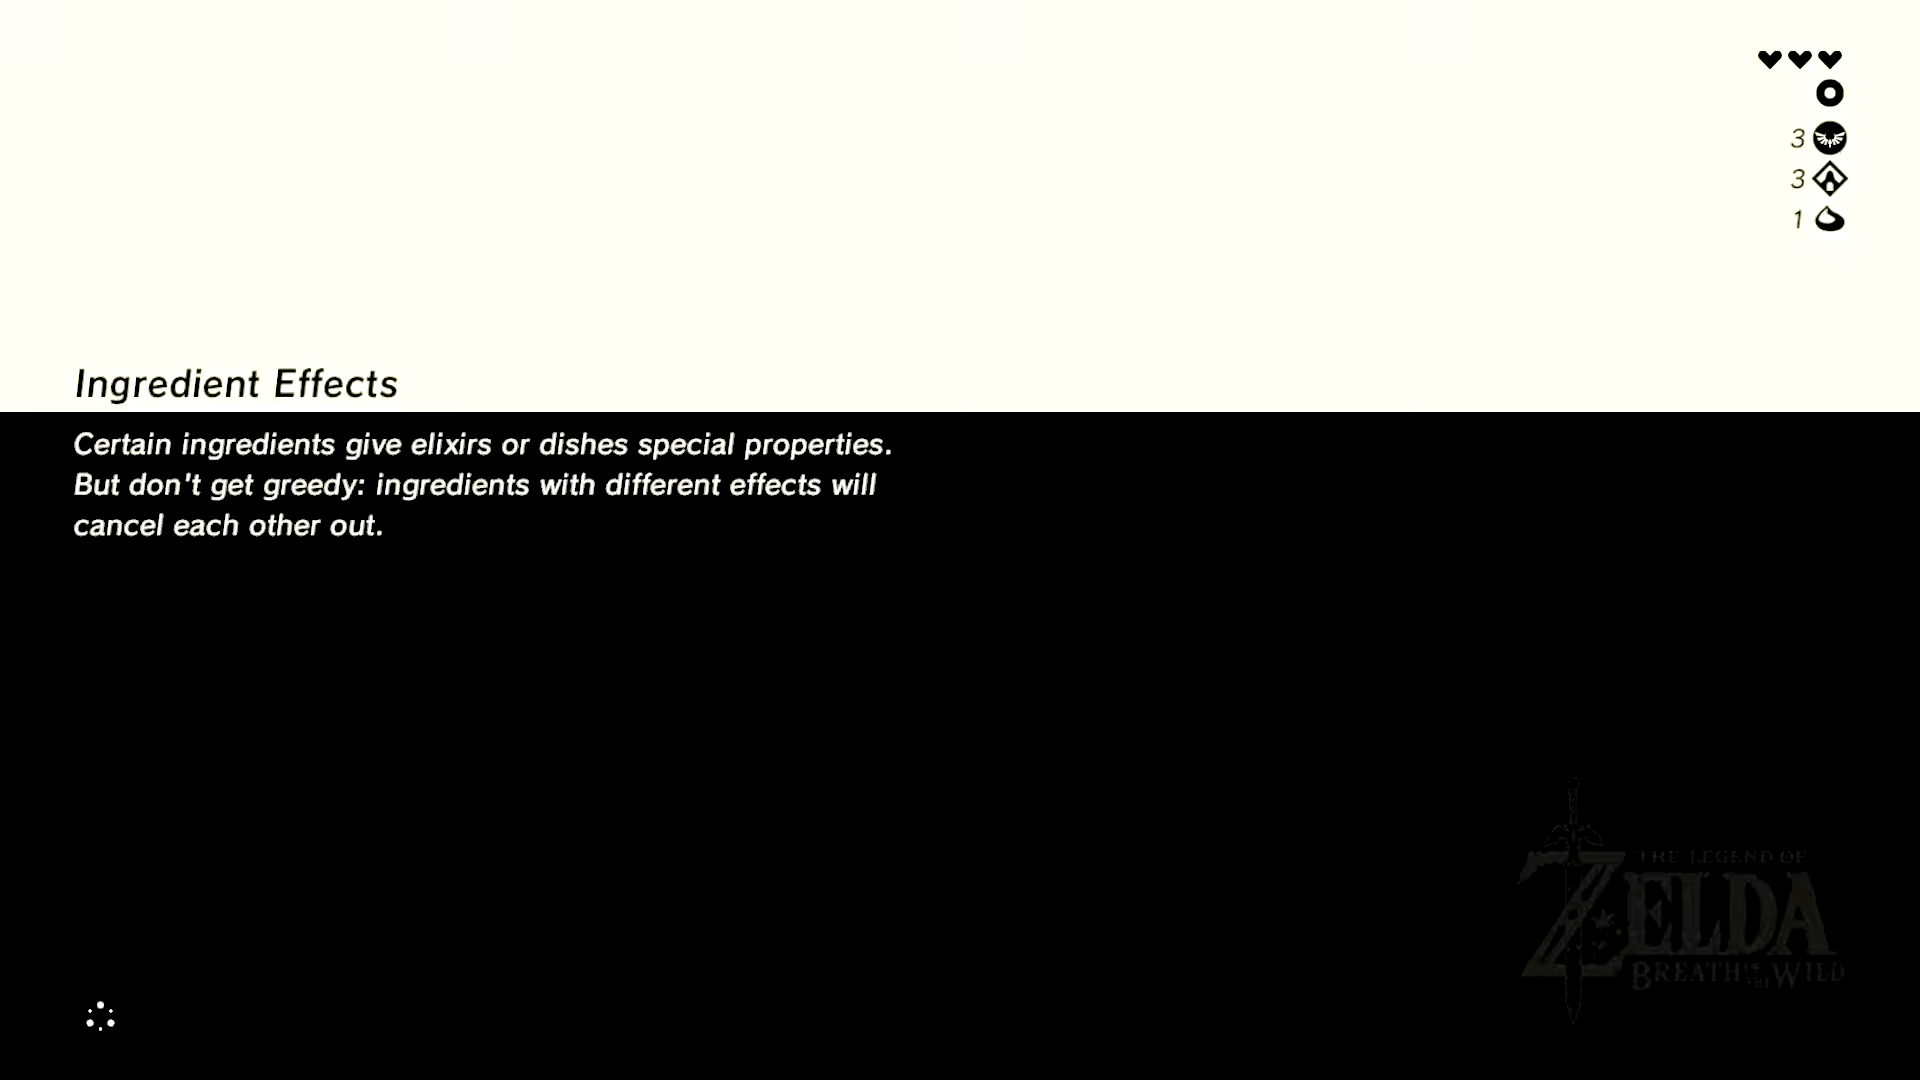 3
3
1
Ingredient Effects
Certain ingredients give elixirs or dishes special properties.
But don't get greedy: ingredients with different effects will
cancel each other out.
THE LEGEND OF
ZELDA
BREATH OF THE WILD